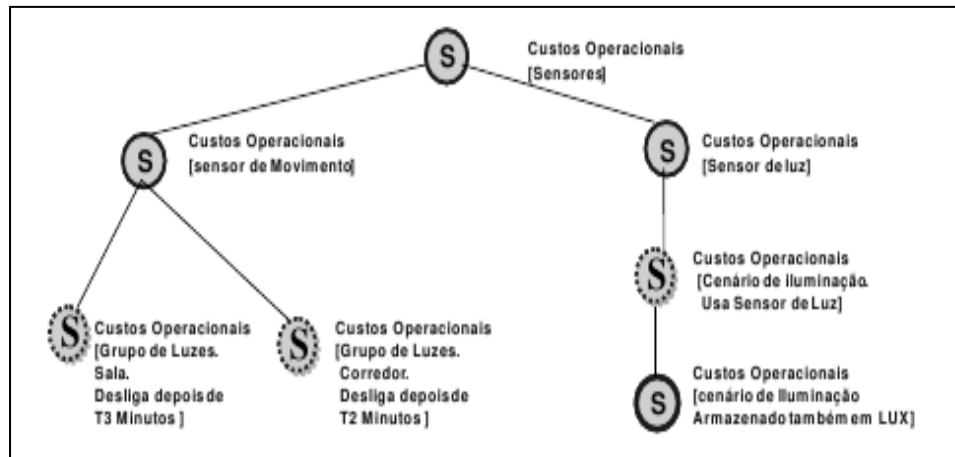 S
Custos Operacionais
[Sensores]
S
Custos Operacionais
[sensor de Movimento]
S
Custos Operacionais
[Sensor de luz]
S
Custos Operacionais
[Cenário de Iluminação.
Usa Sensor de Luz]
S
Custos Operacionais
[Grupo de Luzes.
Sala.
Desliga depois de
T3 Minutos ]
S
Custos Operacionais
[Grupo de Luzes.
Corredor.
Desliga depois de
T2 Minutos ]
S
Custos Operacionais
[cenário de Iluminação
Armazenado também em LUX]